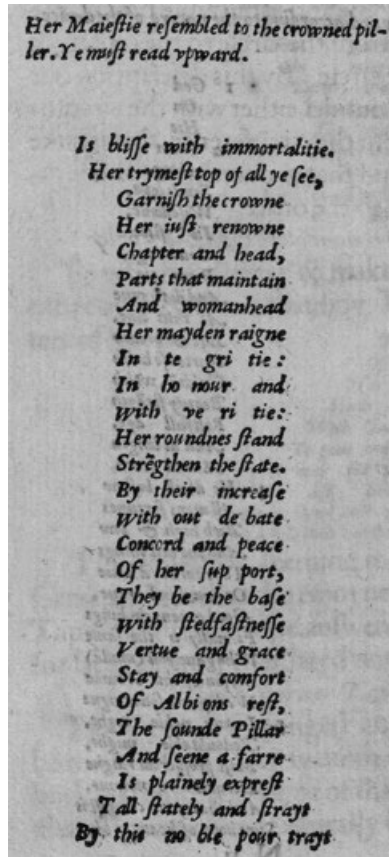 Her Maieſtie reſembled to the crowned pil-
ler. Ye muſt read vpward.
Is bliſſe with immortalitie.
Her trymeſt top of all ye ſee,
Garniſh the crowne
Her iuſt renowne
Chapter and head,
Parts that maintain
And womanhead
Her mayden raigne
In te gri tie:
In ho nour and
With ve ri tie:
Her roundnes ſtand
Strẽgthen the ſtate.
By their increaſe
With out de bate
Concord and peace
Of her ſup port,
They be the baſe
With ſtedfaſtneſſe
Vertue and grace
Stay and comfort
Of Albi ons reſt,
The ſounde Pillar
And ſeene a farre
Is plainely expreſt
Tall ſtately and ſtrayt
By this no ble pour trayt